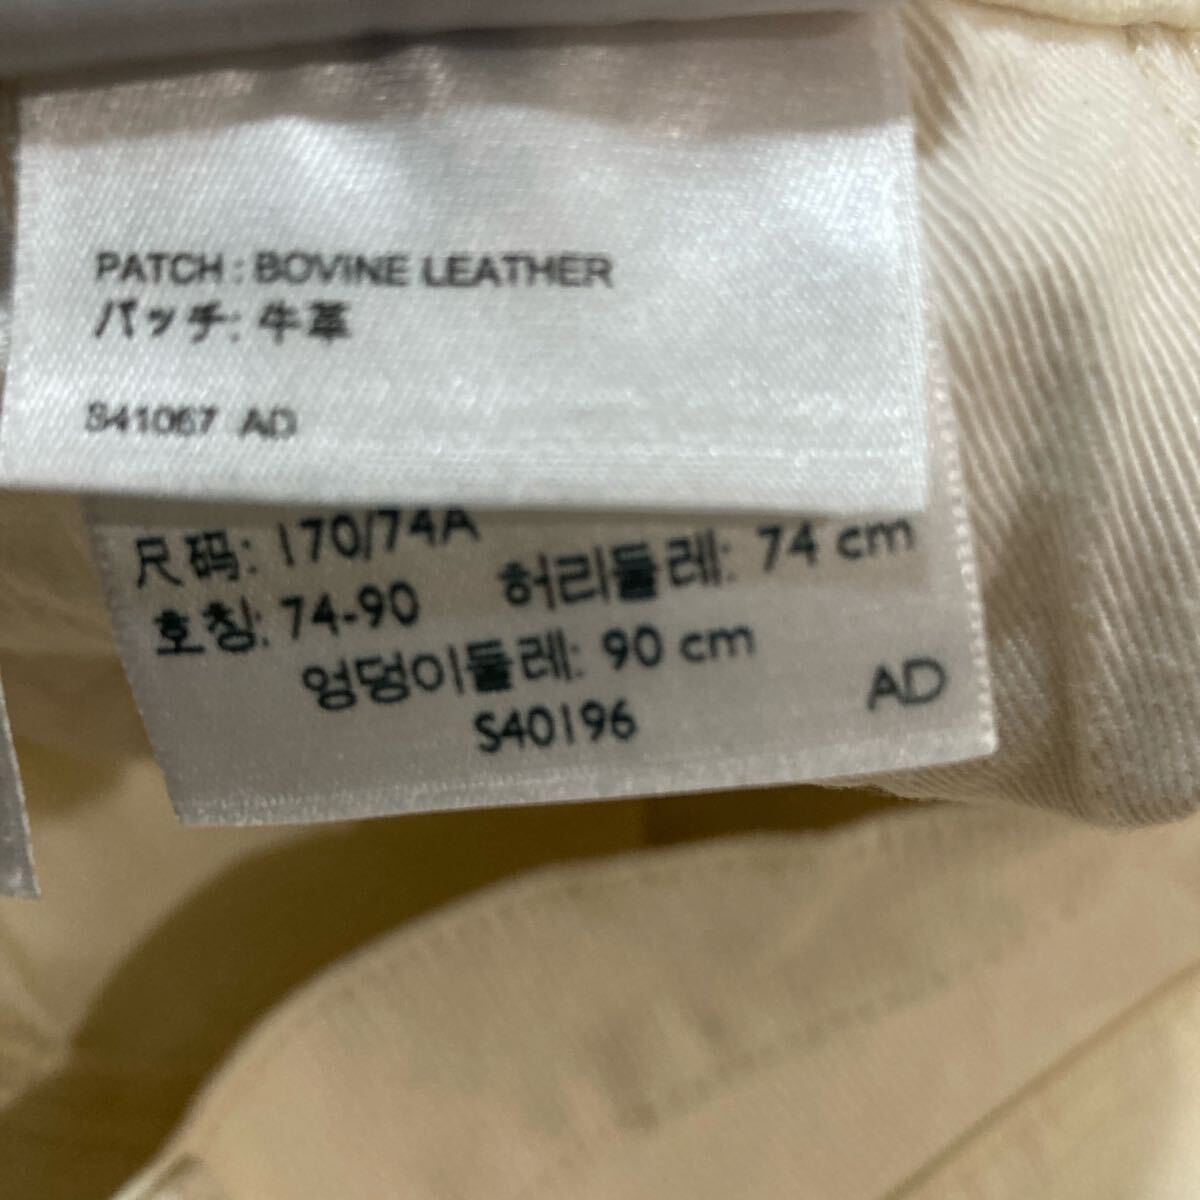 PATCH : BOVINE LEATHER
パッチ: 牛革
S41067 AD
尺码: 170/74A
호칭: 74-90 허리둘레: 74 cm
엉덩이둘레: 90 cm
S40196 AD